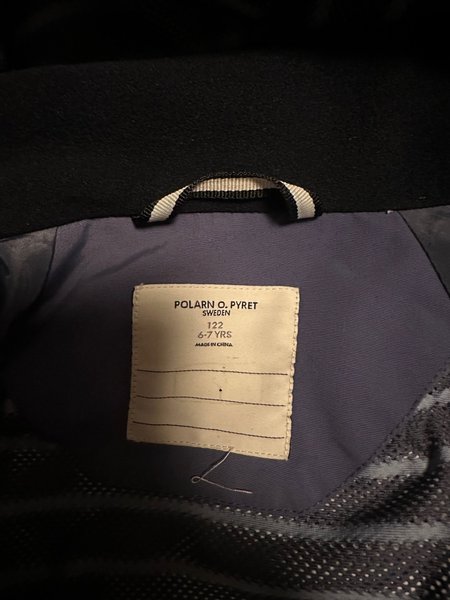 POLARN O. PYRET
SWEDEN
122
6-7 YRS
MADE IN CHINA